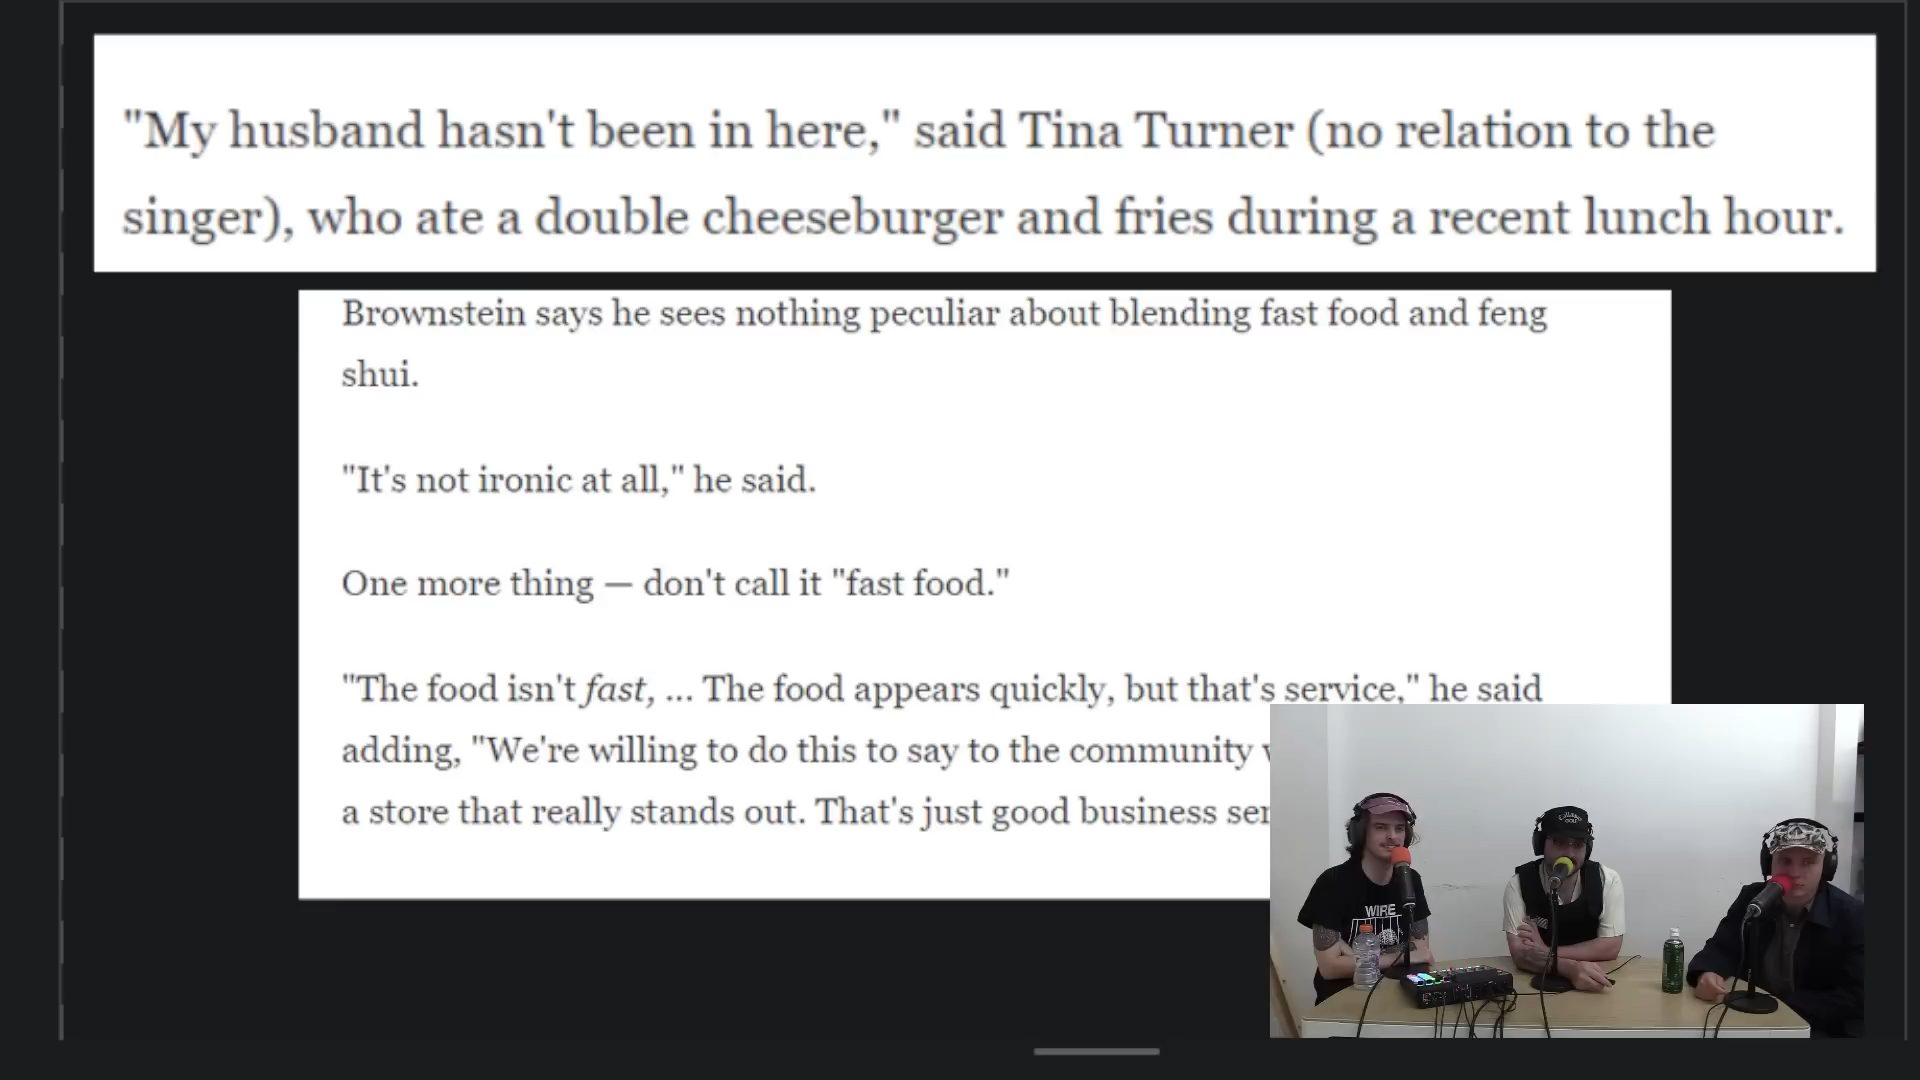 "My husband hasn't been in here," said Tina Turner (no relation to the
singer), who ate a double cheeseburger and fries during a recent lunch hour.
Brownstein says he sees nothing peculiar about blending fast food and feng
shui.
"It's not ironic at all," he said.
One more thing — don't call it "fast food."
"The food isn't fast, ... The food appears quickly, but that's service," he said
adding, "We're willing to do this to say to the community
a store that really stands out. That's just good business
WIRE